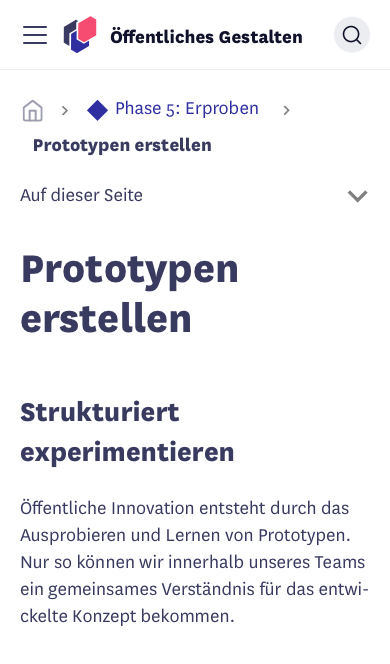 Öffentliches Gestalten
Phase 5: Erproben
Prototypen erstellen
Auf dieser Seite
Prototypen
erstellen
Strukturiert
experimentieren
Öffentliche Innovation entsteht durch das
Ausprobieren und Lernen von Prototypen.
Nur so können wir innerhalb unseres Teams
ein gemeinsames Verständnis für das entwi-
ckelte Konzept bekommen.